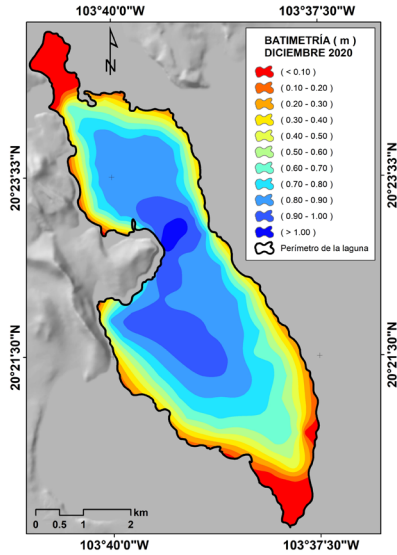 103°40'0"W 103°37'30"W
BATIMETRÍA ( m )
DICIEMBRE 2020
( < 0.10 )
( 0.10 - 0.20)
( 0.20 - 0.30)
( 0.30 - 0.40)
( 0.40 - 0.50)
( 0.50 - 0.60)
( 0.60 - 0.70)
( 0.70 - 0.80)
( 0.80 - 0.90)
( 0.90 - 1.00)
( > 1.00 )
Perímetro de la laguna
20°23'33"N 20°23'33"N
20°21'30"N 20°21'30"N
N
km
0 0.5 1 2
103°40'0"W 103°37'30"W